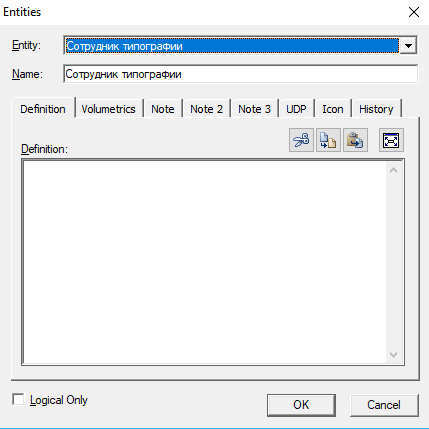 Entities
Entity: Сотрудник типографии
Name: Сотрудник типографии
Definition Volumetrics Note Note 2 Note 3 UDP Icon History
Definition:
Logical Only
OK Cancel